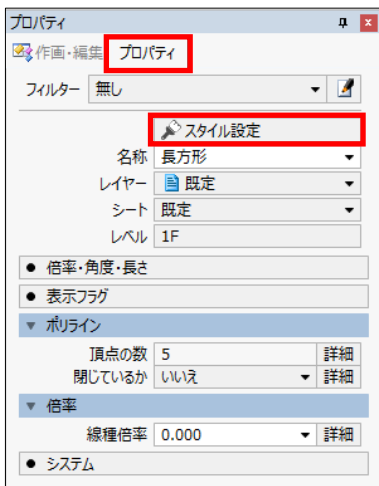 プロパティ
作画・編集 プロパティ
フィルター 無し
スタイル設定
名称 長方形
レイヤー 既定
シート 既定
レベル 1F
● 倍率・角度・長さ
● 表示フラグ
▼ ポリライン
頂点の数 5 詳細
閉じているか いいえ 詳細
▼ 倍率
線種倍率 0.000 詳細
● システム